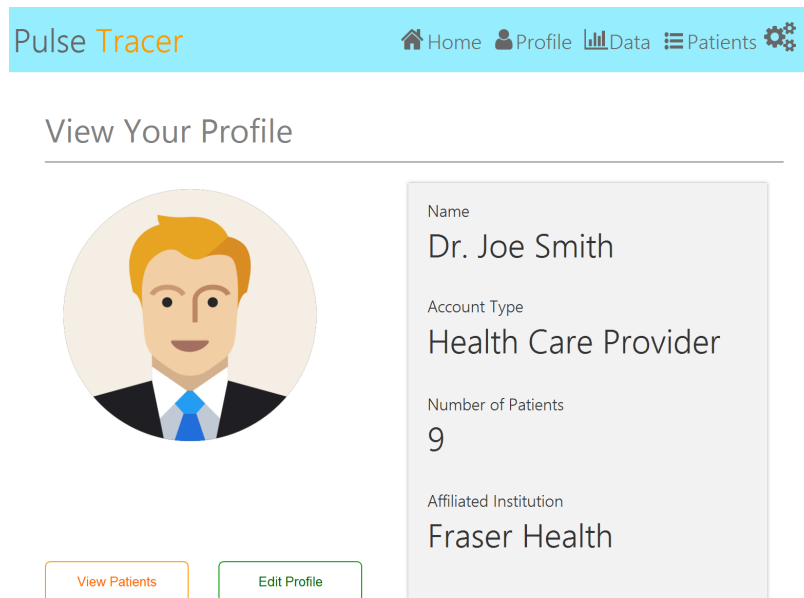 Pulse Tracer
Home Profile Data Patients
View Your Profile
Name
Dr. Joe Smith
Account Type
Health Care Provider
Number of Patients
9
Affiliated Institution
Fraser Health
View Patients
Edit Profile